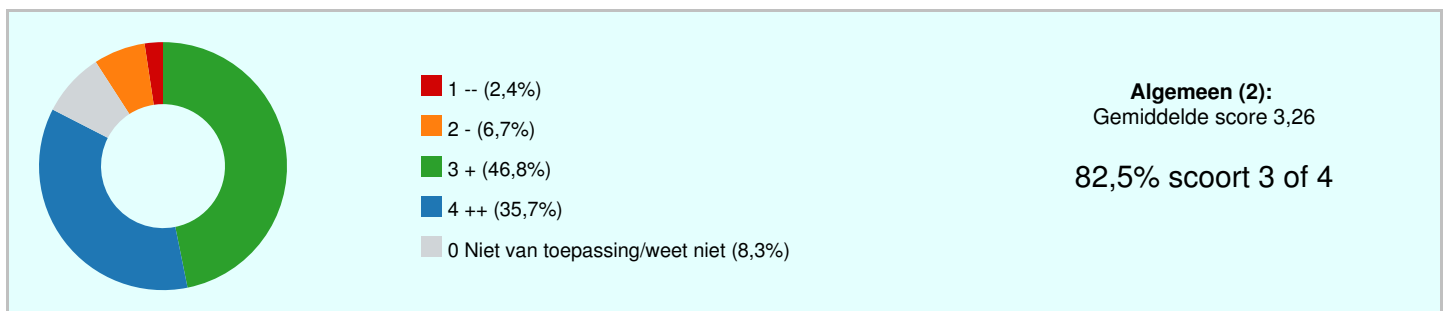 1 -- (2,4%)
2 - (6,7%)
3 + (46,8%)
4 ++ (35,7%)
0 Niet van toepassing/weet niet (8,3%)
Algemeen (2):
Gemiddelde score 3,26
82,5% scoort 3 of 4